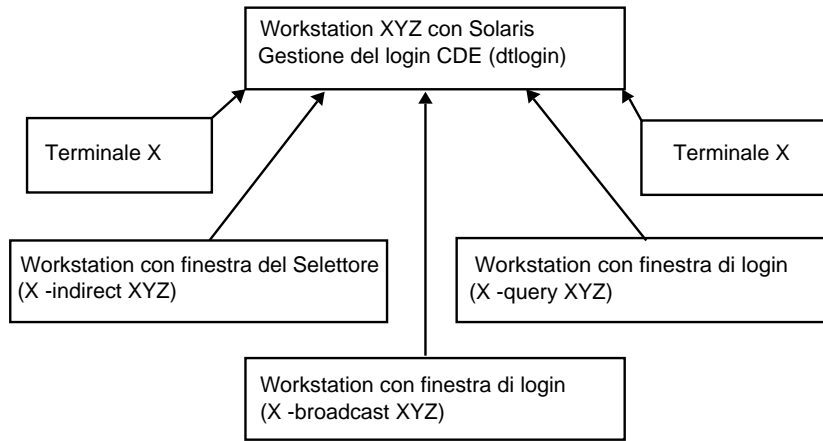 Workstation XYZ con Solaris
Gestione del login CDE (dtlogin)
Terminale X
Terminale X
Workstation con finestra del Selettore
(X -indirect XYZ)
Workstation con finestra di login
(X -query XYZ)
Workstation con finestra di login
(X -broadcast XYZ)